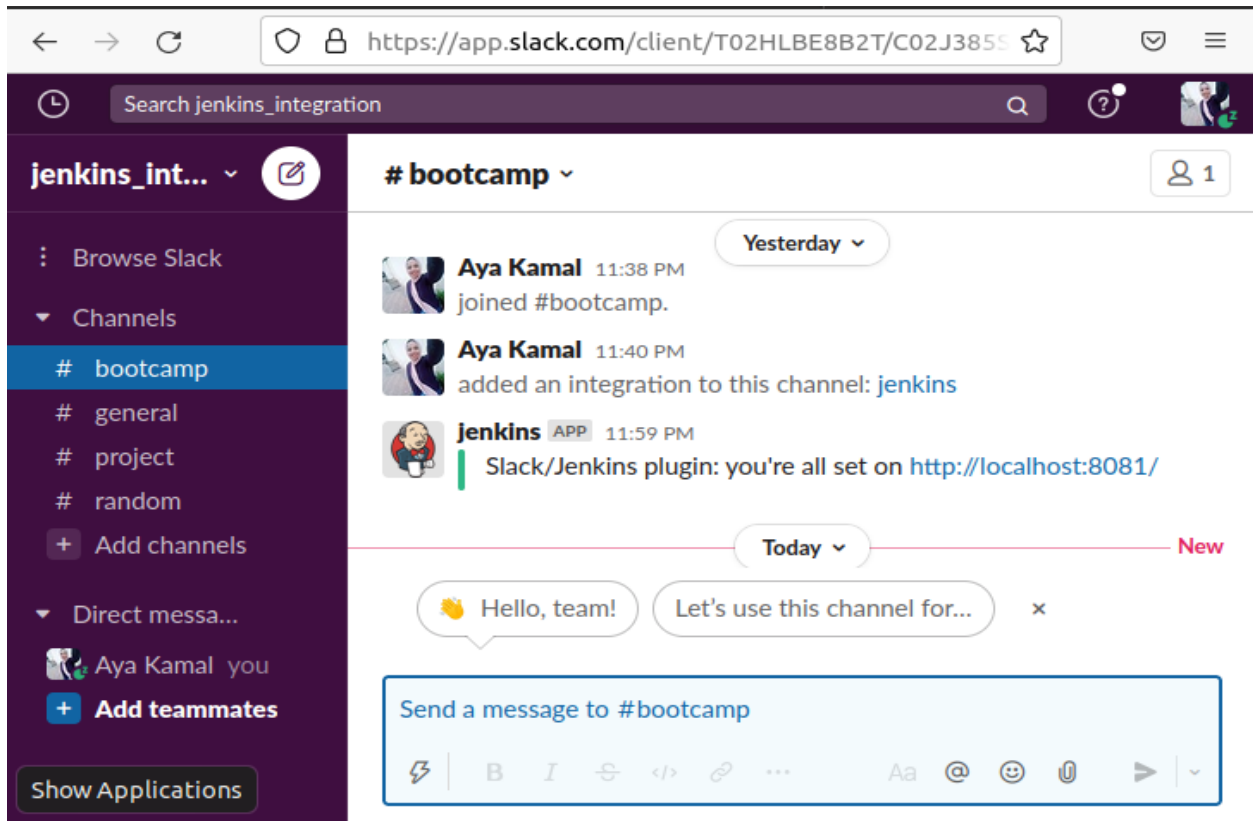 https://app.slack.com/client/T02HLBE8B2T/C02J385S
Search jenkins_integration
jenkins_int...
# bootcamp
1
Browse Slack
Channels
# bootcamp
# general
# project
# random
+ Add channels
Direct messa...
Aya Kamal you
+ Add teammates
Show Applications
Yesterday
Aya Kamal 11:38 PM
joined #bootcamp.
Aya Kamal 11:40 PM
added an integration to this channel: jenkins
jenkins APP 11:59 PM
Slack/Jenkins plugin: you're all set on http://localhost:8081/
Today
New
👋 Hello, team!
Let's use this channel for...
Send a message to #bootcamp
B I S </> ... Aa @